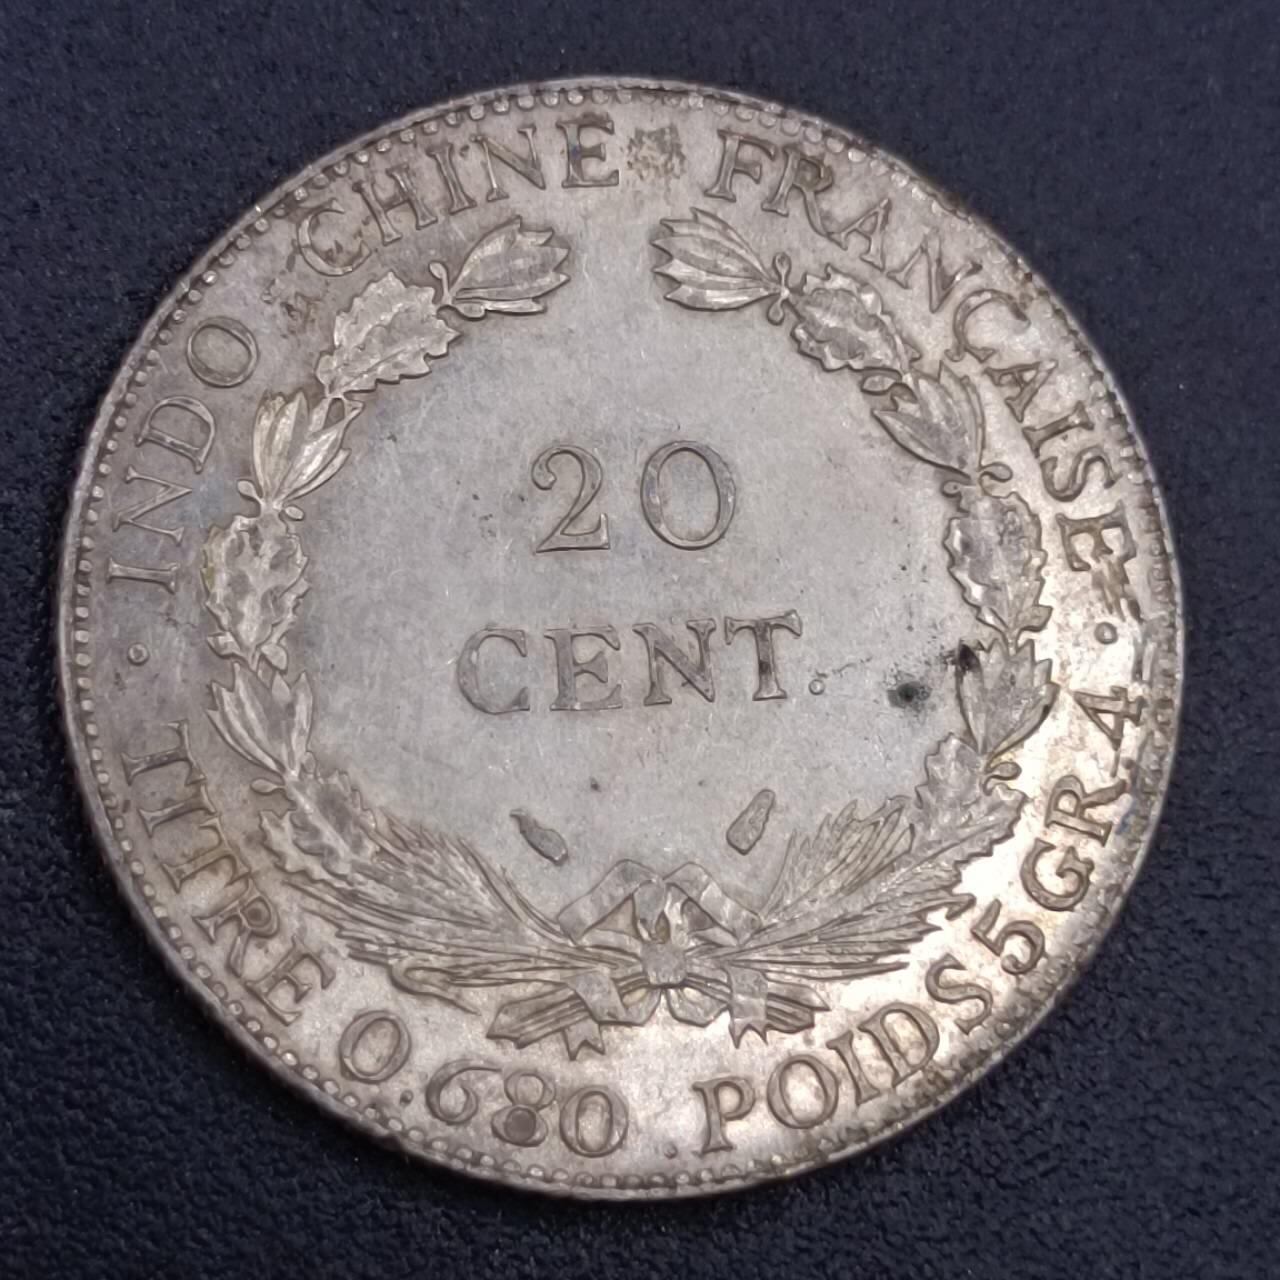 INDO CHINE FRANÇAISE
20
CENT.
TITRE 0.680 . POIDS 5 GR. 4